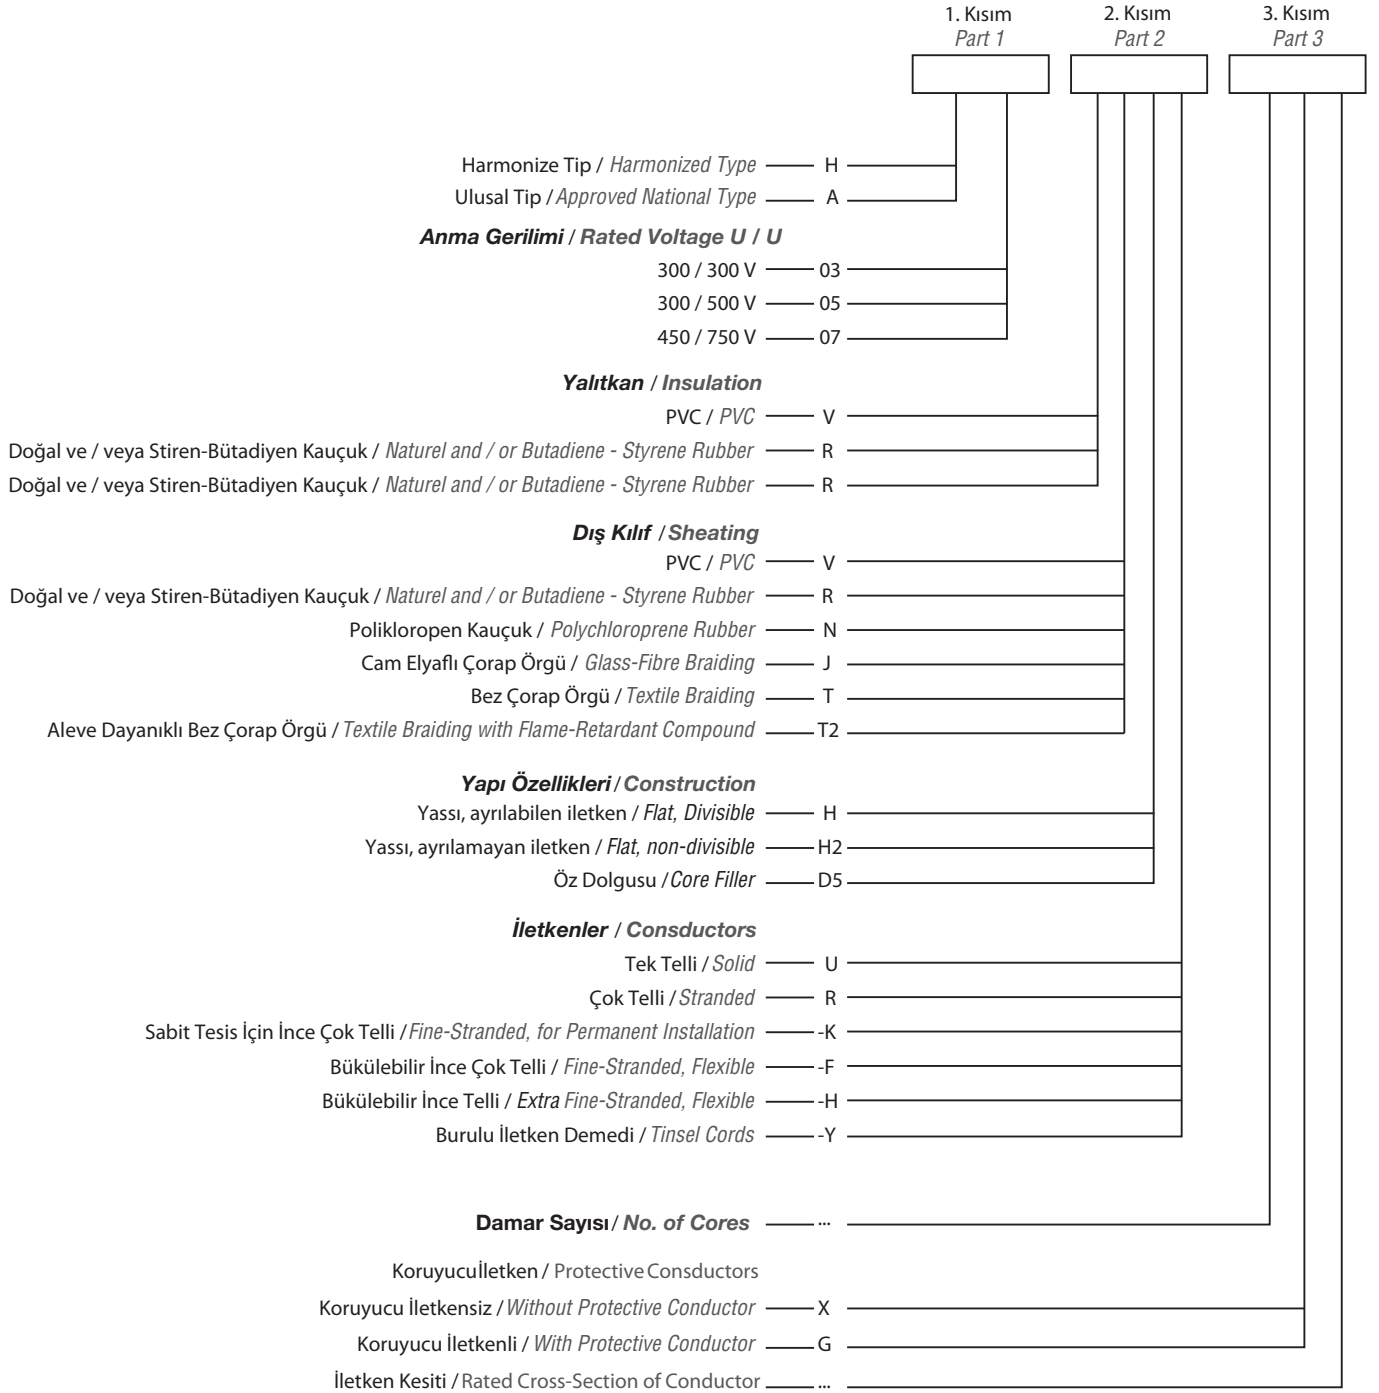 1. Kısım 2. Kısım 3. Kısım
Part 1 Part 2 Part 3
Harmonize Tip / Harmonized Type H
Ulusal Tip / Approved National Type A
Anma Gerilimi / Rated Voltage U / U
300 / 300 V 03
300 / 500 V 05
450 / 750 V 07
Yalıtkan / Insulation
PVC / PVC V
Doğal ve / veya Stiren-Bütadiyen Kauçuk / Naturel and / or Butadiene - Styrene Rubber R
Doğal ve / veya Stiren-Bütadiyen Kauçuk / Naturel and / or Butadiene - Styrene Rubber R
Dış Kılıf / Sheating
PVC / PVC V
Doğal ve / veya Stiren-Bütadiyen Kauçuk / Naturel and / or Butadiene - Styrene Rubber R
Polikloropen Kauçuk / Polychloroprene Rubber N
Cam Elyaflı Çorap Örgü / Glass-Fibre Braiding J
Bez Çorap Örgü / Textile Braiding T
Aleve Dayanıklı Bez Çorap Örgü / Textile Braiding with Flame-Retardant Compound T2
Yapı Özellikleri / Construction
Yassı, ayrılabilen iletken / Flat, Divisible H
Yassı, ayrılamayan iletken / Flat, non-divisible H2
Öz Dolgusu / Core Filler D5
İletkenler / Consductors
Tek Telli / Solid U
Çok Telli / Stranded R
Sabit Tesis İçin İnce Çok Telli / Fine-Stranded, for Permanent Installation -K
Bükülebilir İnce Çok Telli / Fine-Stranded, Flexible -F
Bükülebilir İnce Telli / Extra Fine-Stranded, Flexible -H
Burulu İletken Demedi / Tinsel Cords -Y
Damar Sayısı / No. of Cores ...
Koruyucuİletken / Protective Consductors
Koruyucu İletkensiz / Without Protective Conductor X
Koruyucu İletkenli / With Protective Conductor G
İletken Kesiti / Rated Cross-Section of Conductor ...